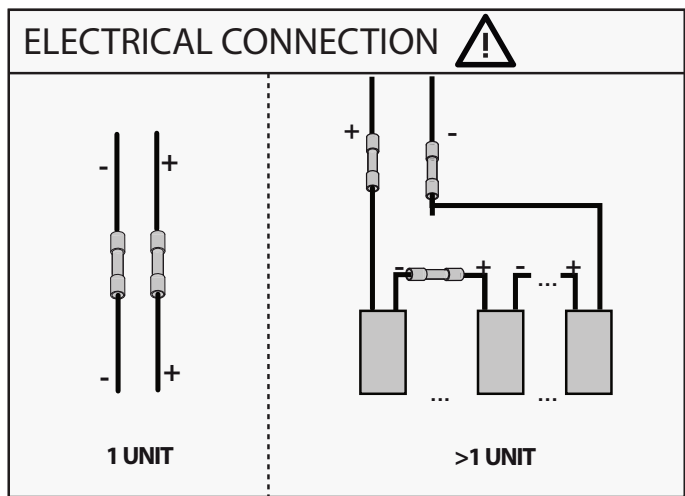 ELECTRICAL CONNECTION !
- +
- +
1 UNIT
+ -
- + - ... +
... ...
>1 UNIT